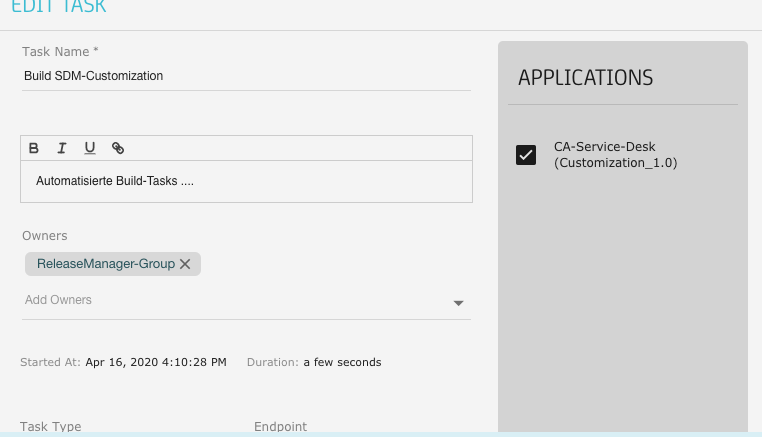 EDIT TASK
Task Name *
Build SDM-Customization
B I U
Automatisierte Build-Tasks ....
Owners
ReleaseManager-Group
Add Owners
Started At: Apr 16, 2020 4:10:28 PM Duration: a few seconds
Task Type Endpoint
APPLICATIONS
CA-Service-Desk
(Customization_1.0)